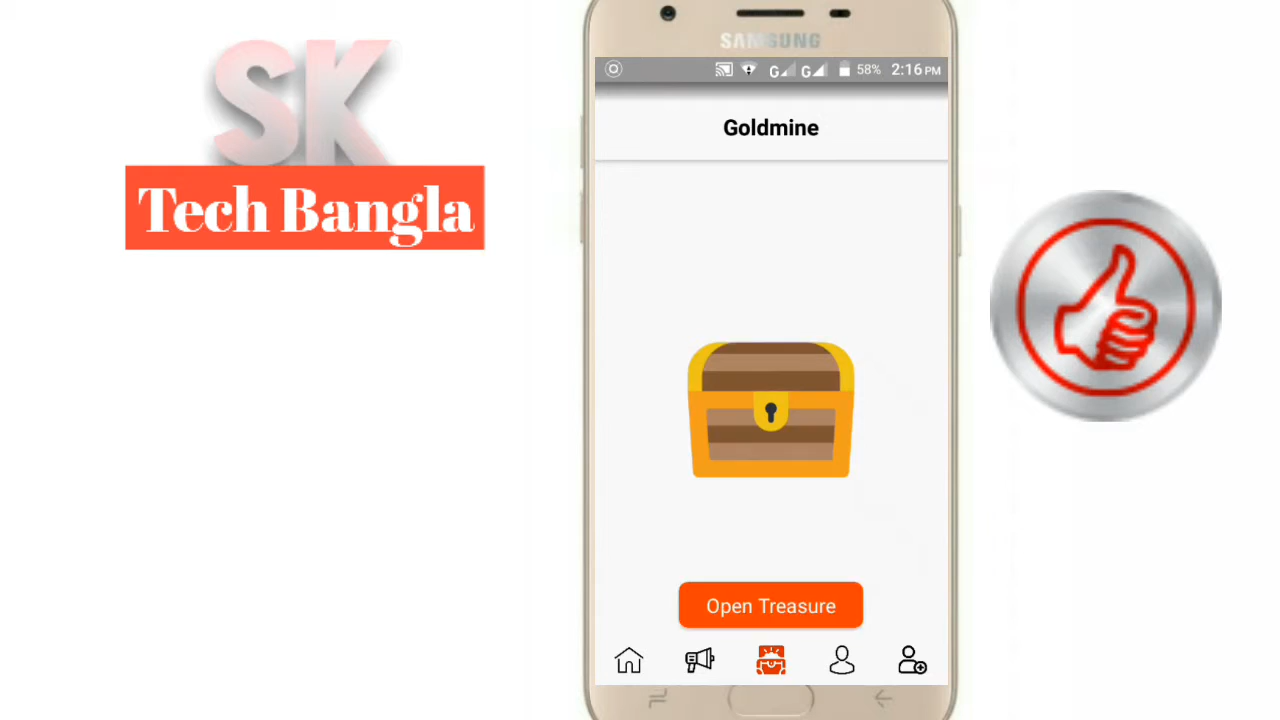 SK
Tech Bangla
SAMSUNG
G G 58% 2:16 PM
Goldmine
Open Treasure